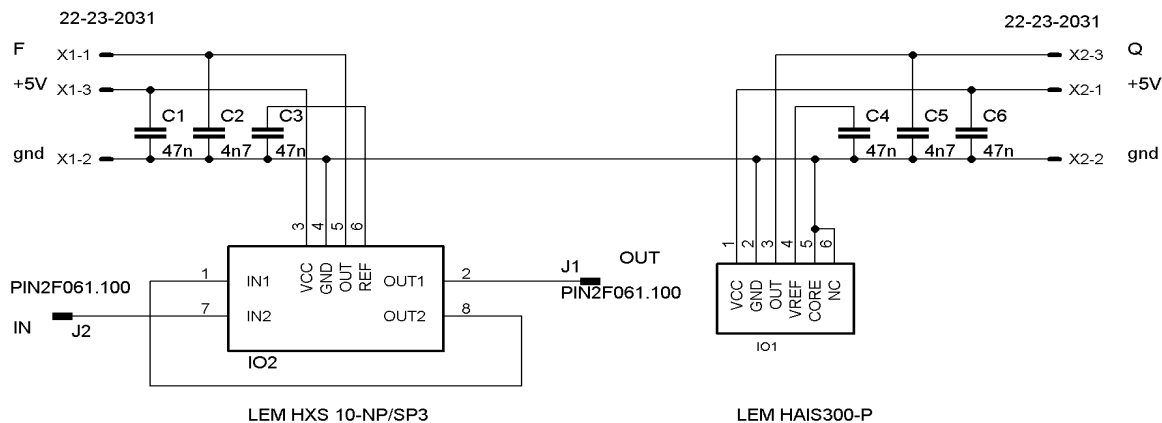 22-23-2031
22-23-2031
F X1-1
X2-3 Q
+5V X1-3
X2-1 +5V
C1 C2 C3
C4 C5 C6
47n 4n7 47n
47n 4n7 47n
gnd X1-2
X2-2 gnd
3 4 5 6
1 2 3 4 5 6
VCC GND OUT REF
VCC GND OUT VREF CORE NC
1 IN1 OUT1 2
7 IN2 OUT2 8
J1 OUT
PIN2F061.100
PIN2F061.100
IN J2
IO2
IO1
LEM HXS 10-NP/SP3
LEM HAIS300-P